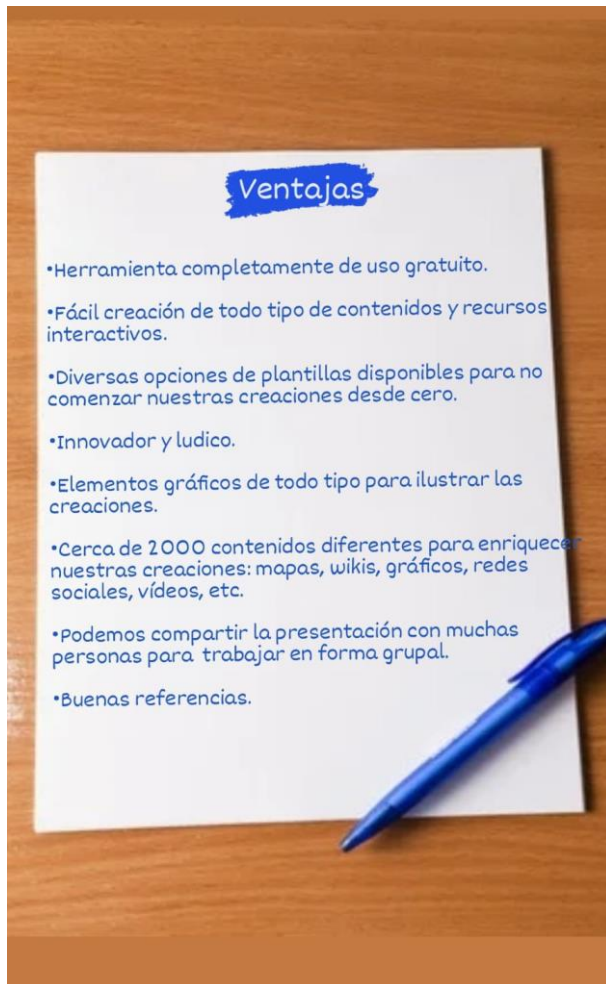 Ventajas
•Herramienta completamente de uso gratuito.
•Fácil creación de todo tipo de contenidos y recursos
interactivos.
•Diversas opciones de plantillas disponibles para no
comenzar nuestras creaciones desde cero.
•Innovador y ludico.
•Elementos gráficos de todo tipo para ilustrar las
creaciones.
•Cerca de 2000 contenidos diferentes para enriquecer
nuestras creaciones: mapas, wikis, gráficos, redes
sociales, vídeos, etc.
•Podemos compartir la presentación con muchas
personas para trabajar en forma grupal.
•Buenas referencias.